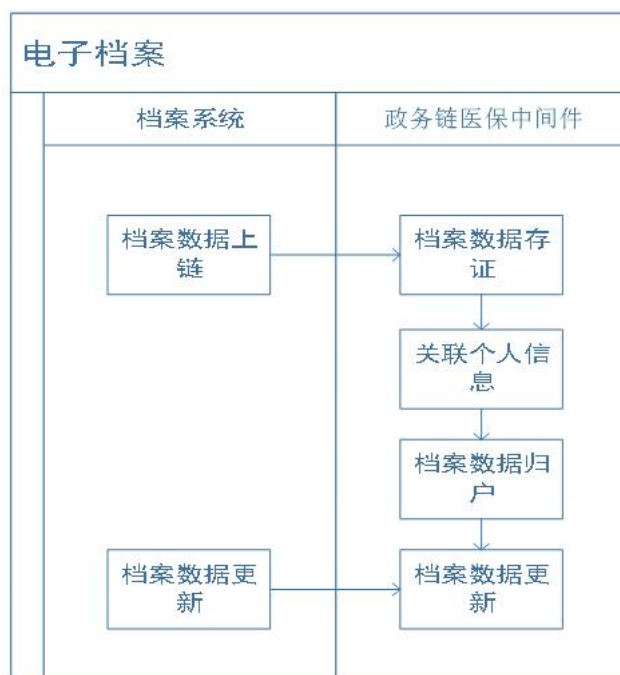 电子档案
档案系统
政务链医保中间件
档案数据上
链
档案数据存
证
关联个人信
息
档案数据归
户
档案数据更
新
档案数据更
新